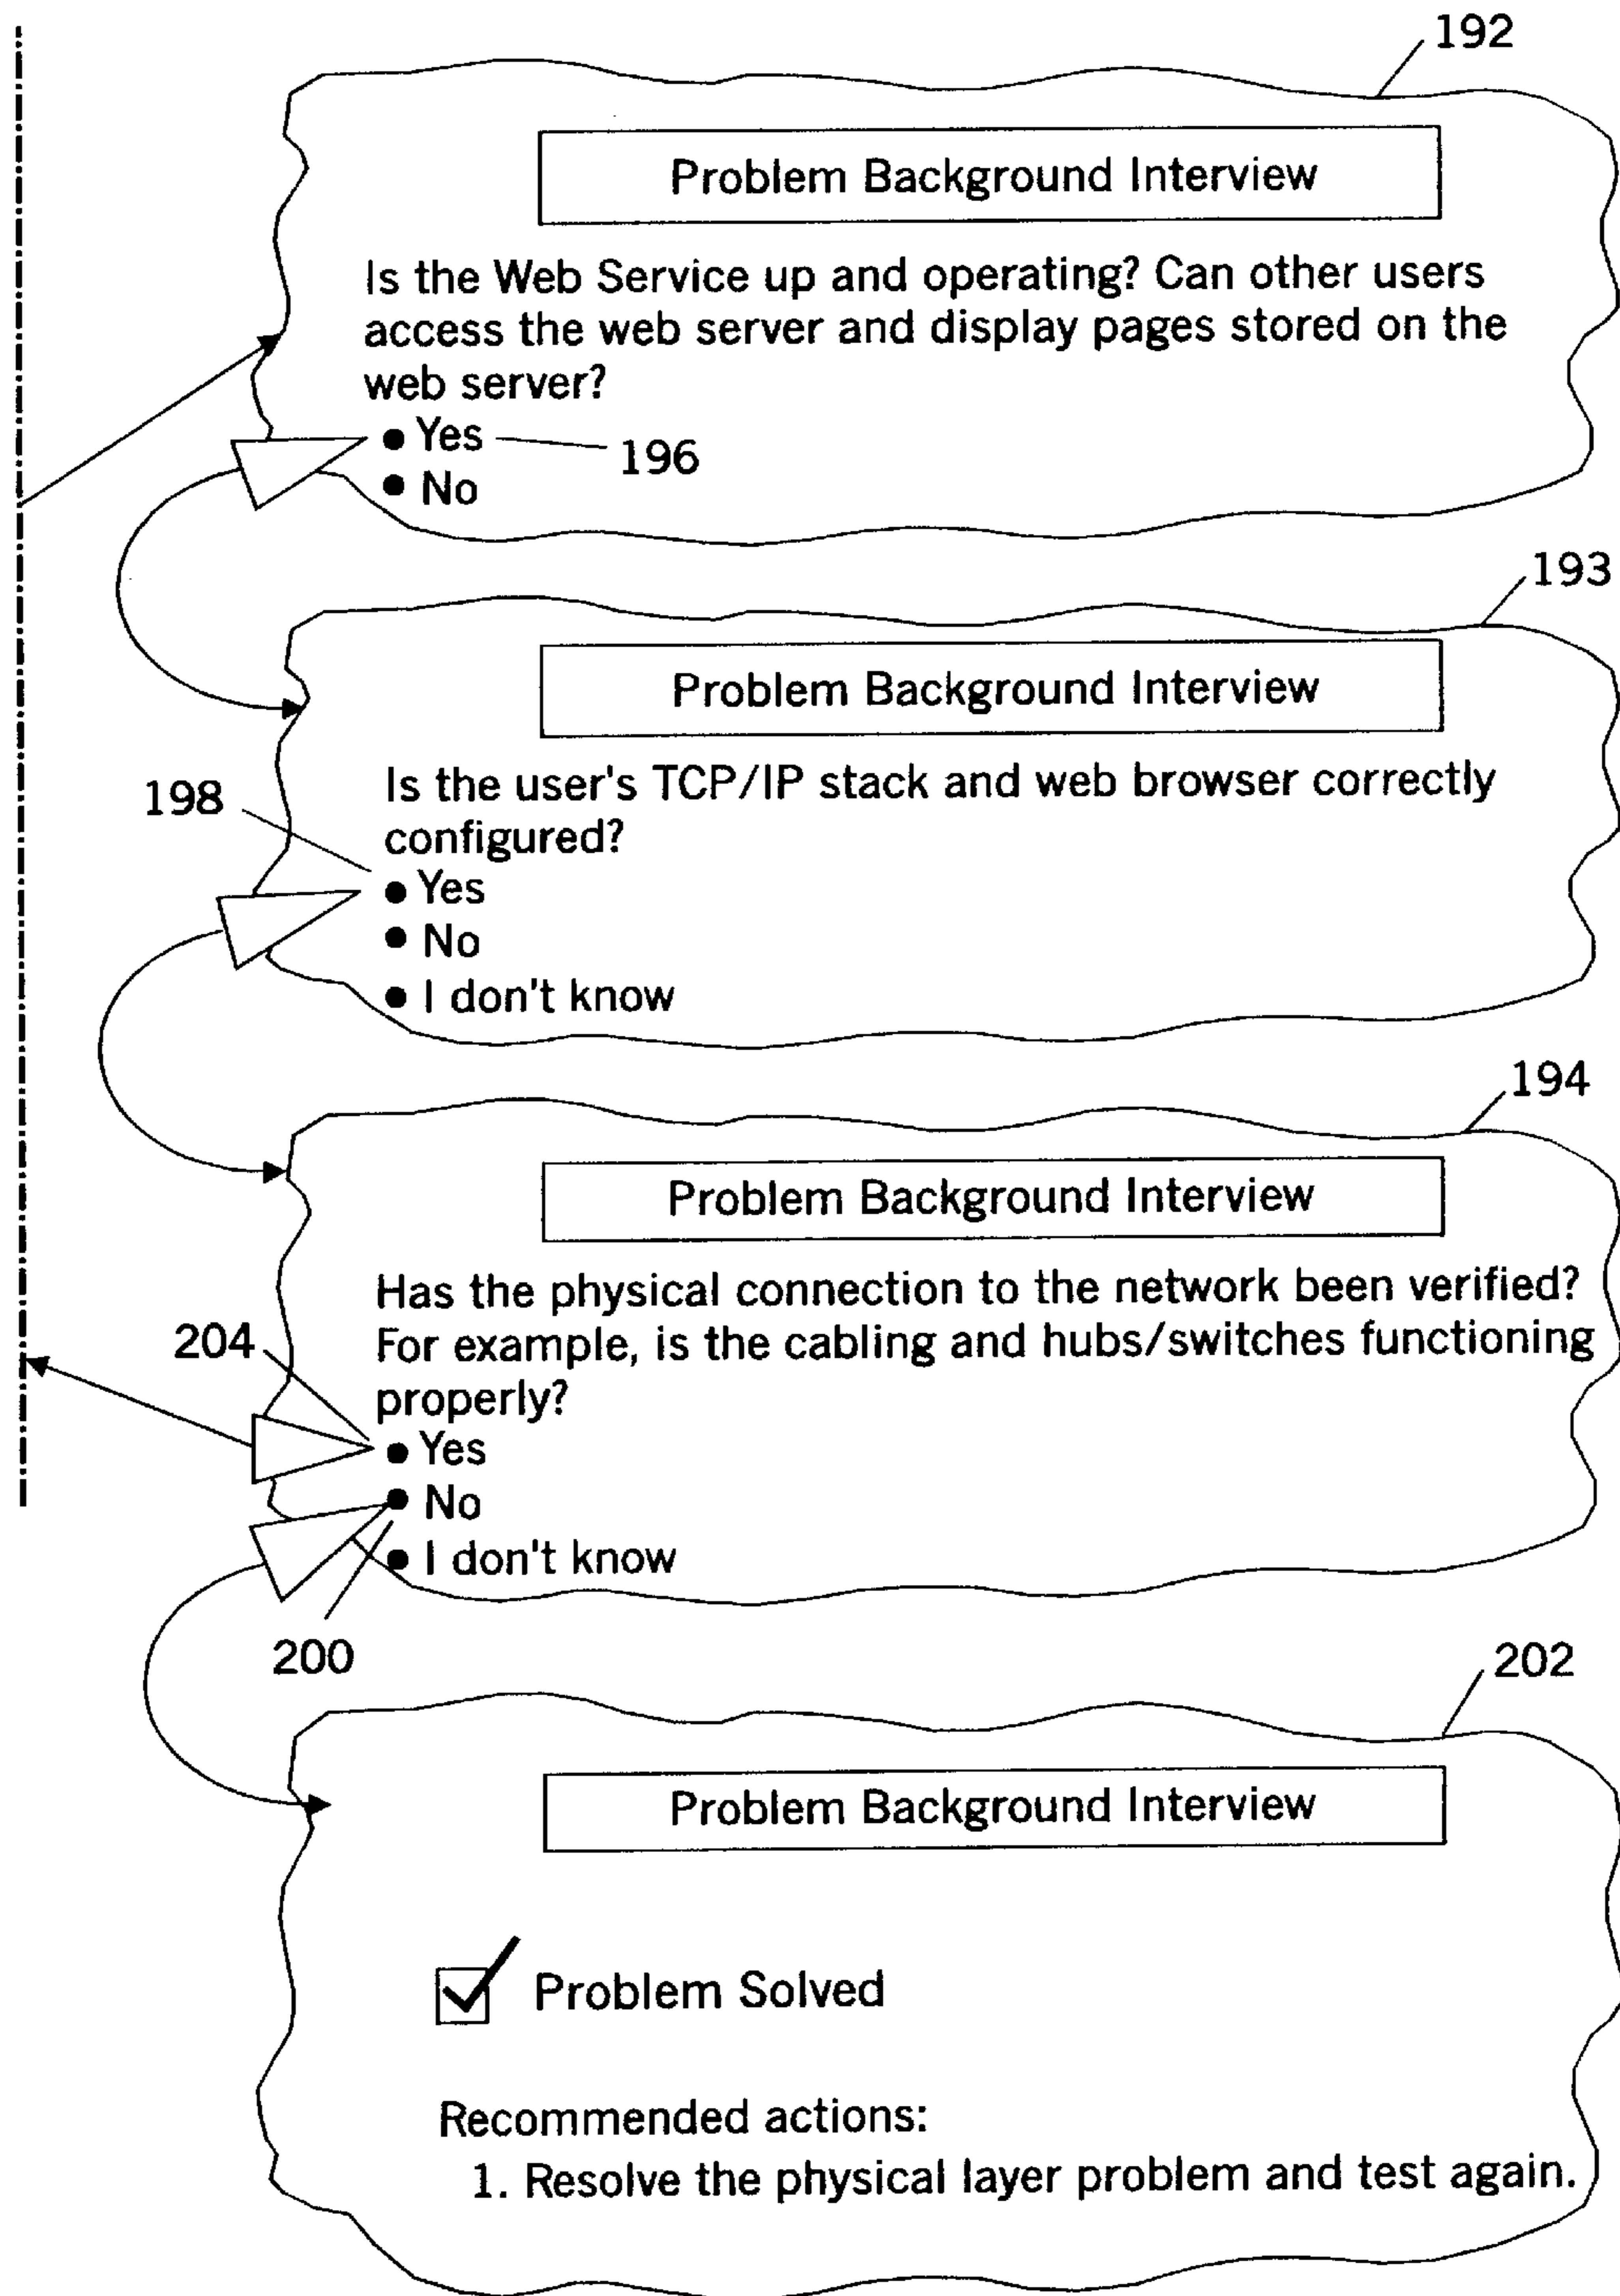 192
Problem Background Interview
Is the Web Service up and operating? Can other users
access the web server and display pages stored on the
web server?
● Yes 196
● No
193
Problem Background Interview
198
Is the user's TCP/IP stack and web browser correctly
configured?
● Yes
● No
● I don't know
194
Problem Background Interview
Has the physical connection to the network been verified?
204
For example, is the cabling and hubs/switches functioning
properly?
● Yes
● No
● I don't know
200
202
Problem Background Interview
Problem Solved
Recommended actions:
1. Resolve the physical layer problem and test again.